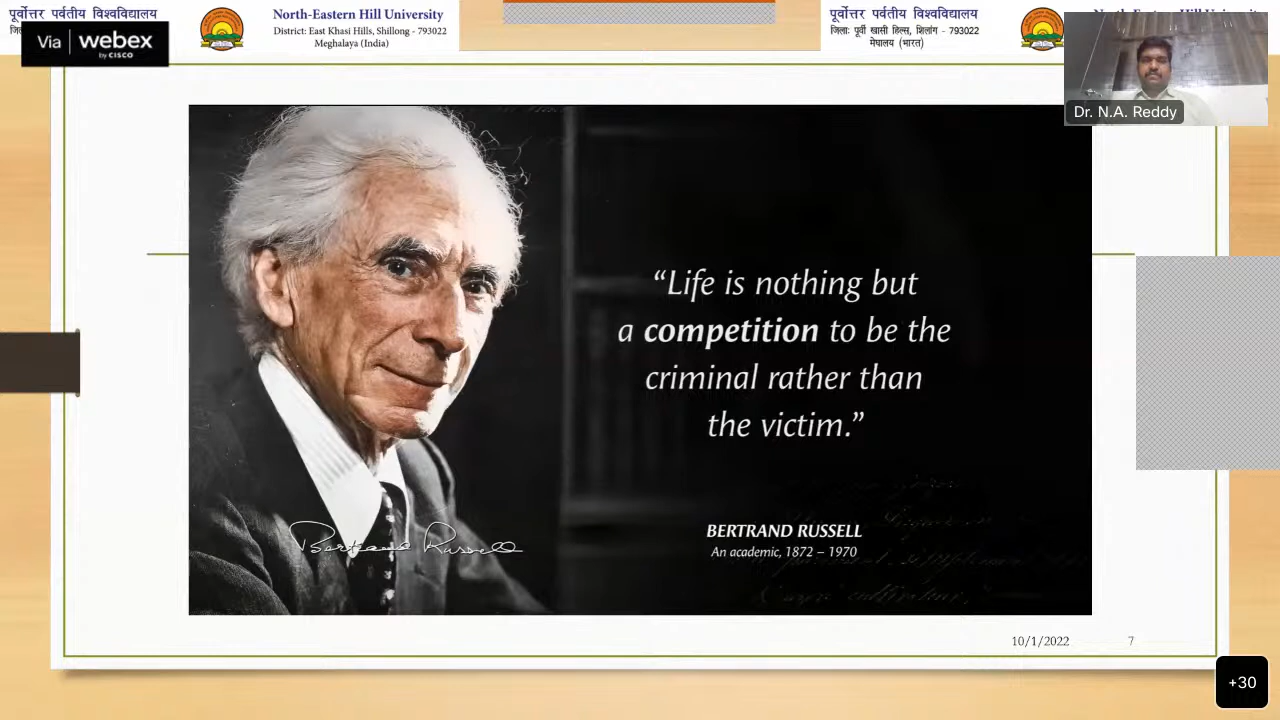 पूर्वोत्तर पर्वतीय विश्वविद्यालय
North-Eastern Hill University
District: East Khasi Hills, Shillong - 793022
Meghalaya (India)
पूर्वोत्तर पर्वतीय विश्वविद्यालय
जिला: पूर्वी खासी हिल्स, शिलांग - 793022
मेघालय (भारत)
Via webex
by CISCO
Dr. N.A. Reddy
“Life is nothing but
a competition to be the
criminal rather than
the victim.”
Bertrand Russell
BERTRAND RUSSELL
An academic, 1872 – 1970
10/1/2022
7
+30